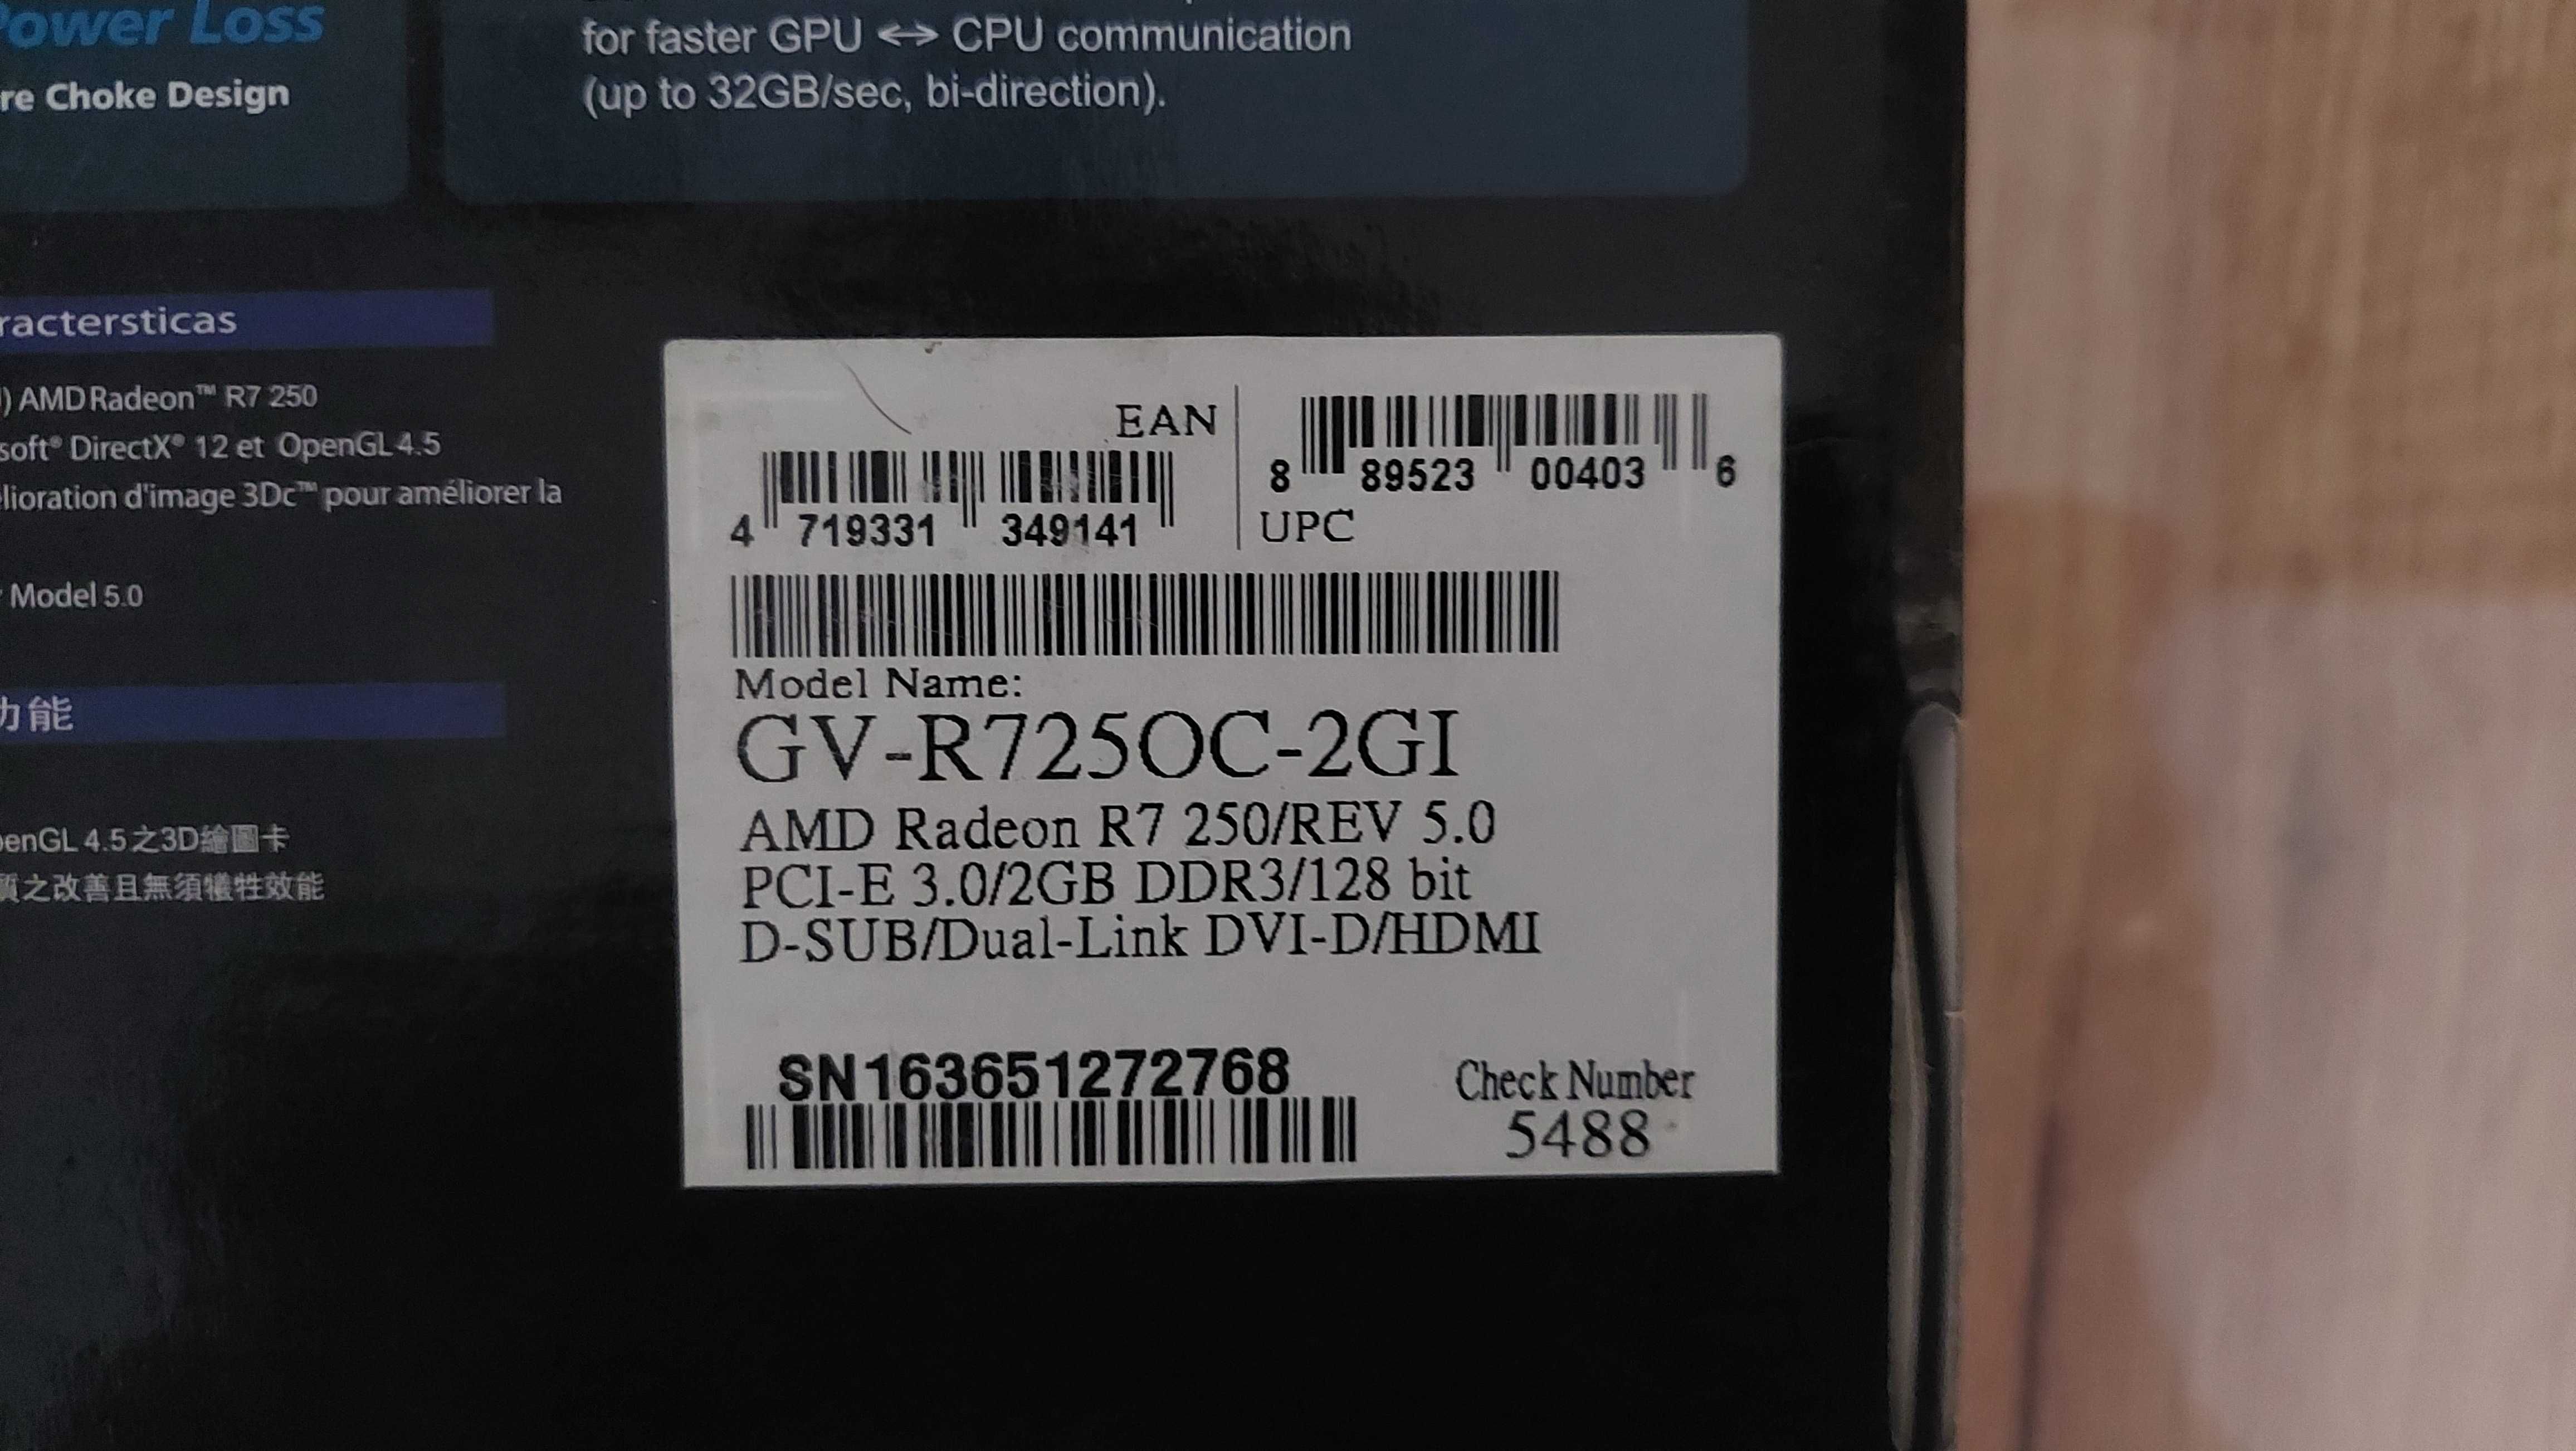 Power Loss
re Choke Design
for faster GPU ↔ CPU communication
(up to 32GB/sec, bi-direction).
ractersticas
) AMD Radeon™ R7 250
soft® DirectX® 12 et OpenGL 4.5
lioration d'image 3Dc™ pour améliorer la
Model 5.0
功能
enGL 4.5之3D繪圖卡
質之改善且無須犧牲效能
EAN
4 719331 349141
8 89523 00403 6
UPC
Model Name:
GV-R725OC-2GI
AMD Radeon R7 250/REV 5.0
PCI-E 3.0/2GB DDR3/128 bit
D-SUB/Dual-Link DVI-D/HDMI
SN163651272768
Check Number
5488